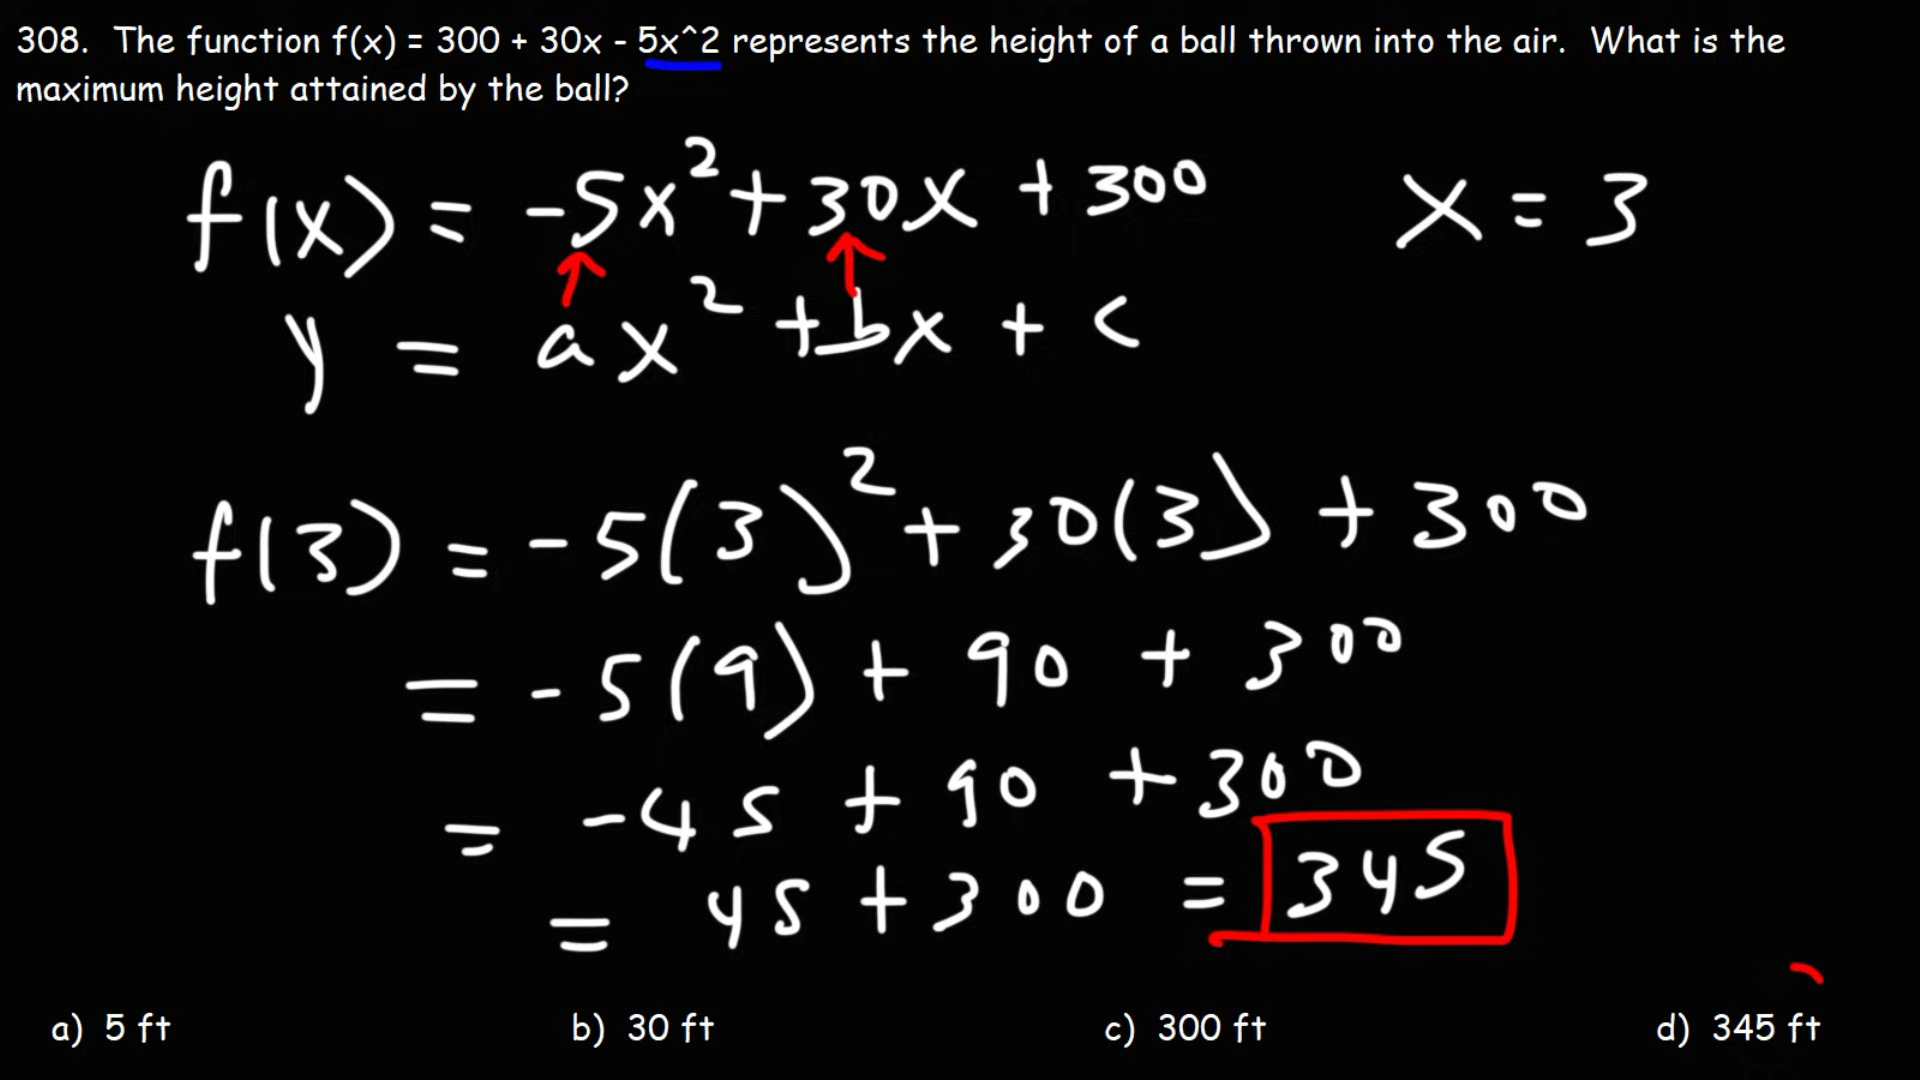 308. The function f(x) = 300 + 30x - 5x^2 represents the height of a ball thrown into the air. What is the
maximum height attained by the ball?
f(x) = -5x² + 30x + 300
x = 3
y = ax² + bx + c
f(3) = -5(3)² + 30(3) + 300
= -5(9) + 90 + 300
= -45 + 90 + 300
= 45 + 300 = 345
a) 5 ft b) 30 ft c) 300 ft d) 345 ft